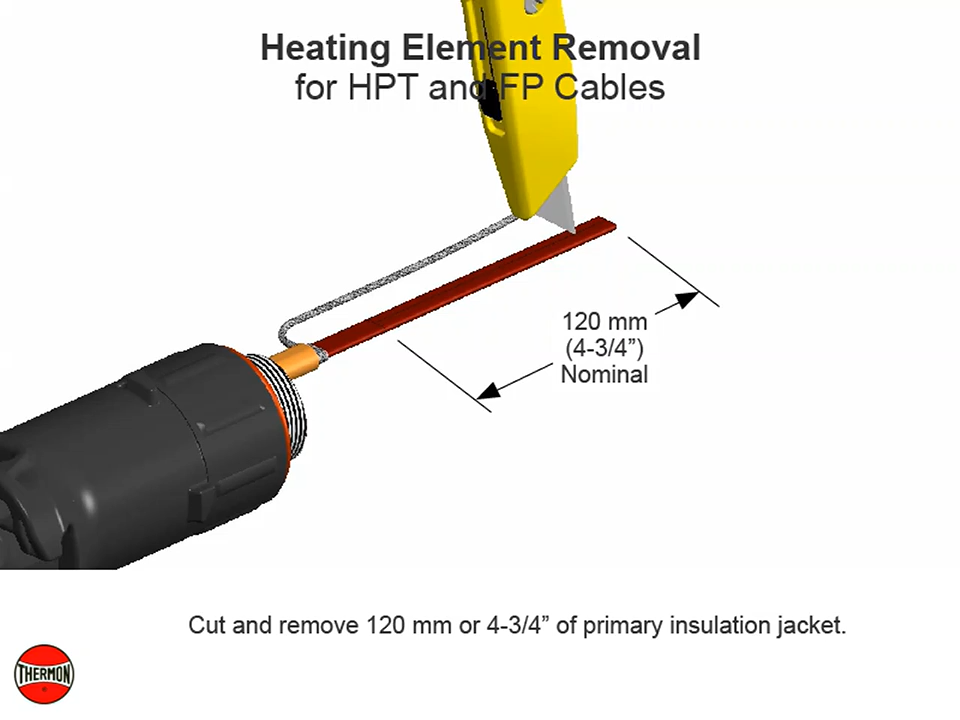 Heating Element Removal
for HPT and FP Cables
120 mm
(4-3/4”)
Nominal
Cut and remove 120 mm or 4-3/4” of primary insulation jacket.
THERMON
®